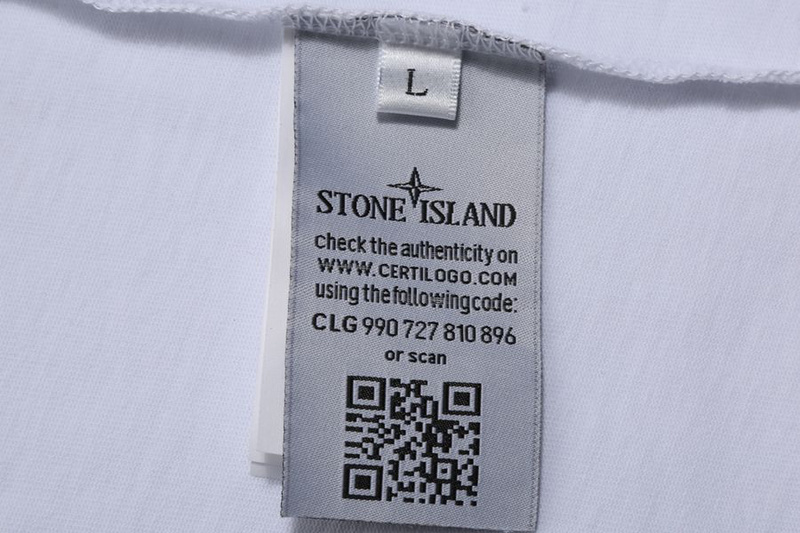 L
STONE ISLAND
Check the authenticity on
WWW.CERTILOGO.COM
using the following code:
CLG 990 727 810 896
or scan